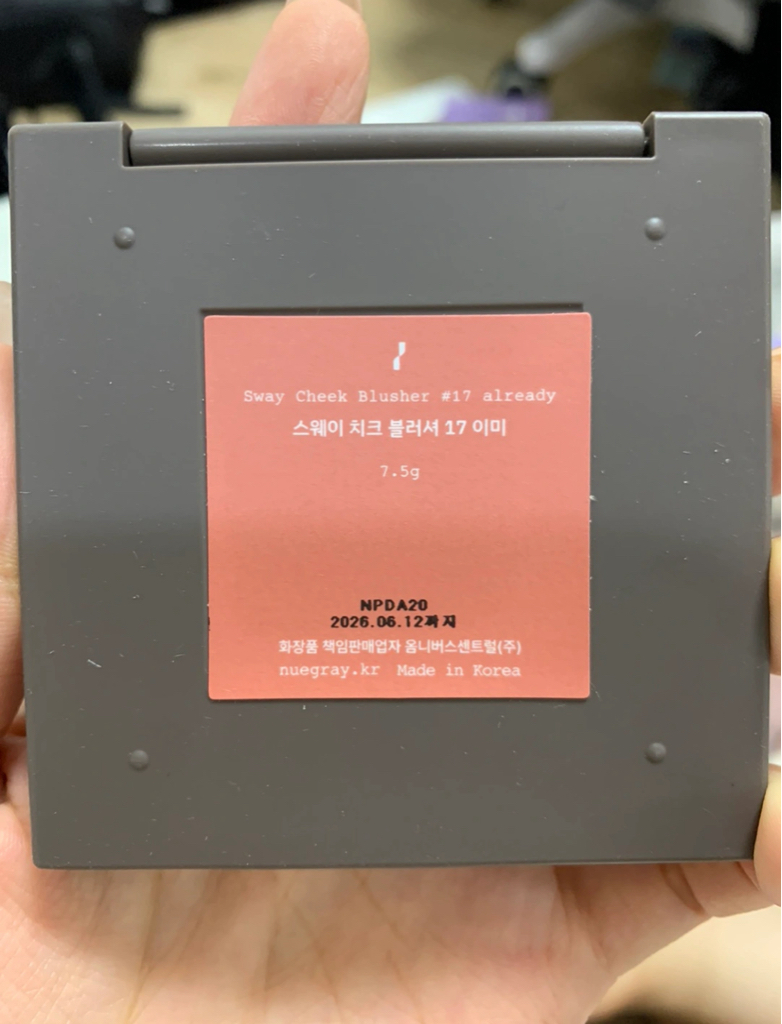 Sway Cheek Blusher #17 already
스웨이 치크 블러셔 17 이미
7.5g
NPDA20
2026.06.12까지
화장품 책임판매업자 옴니버스센트럴(주)
nuegray.kr Made in Korea